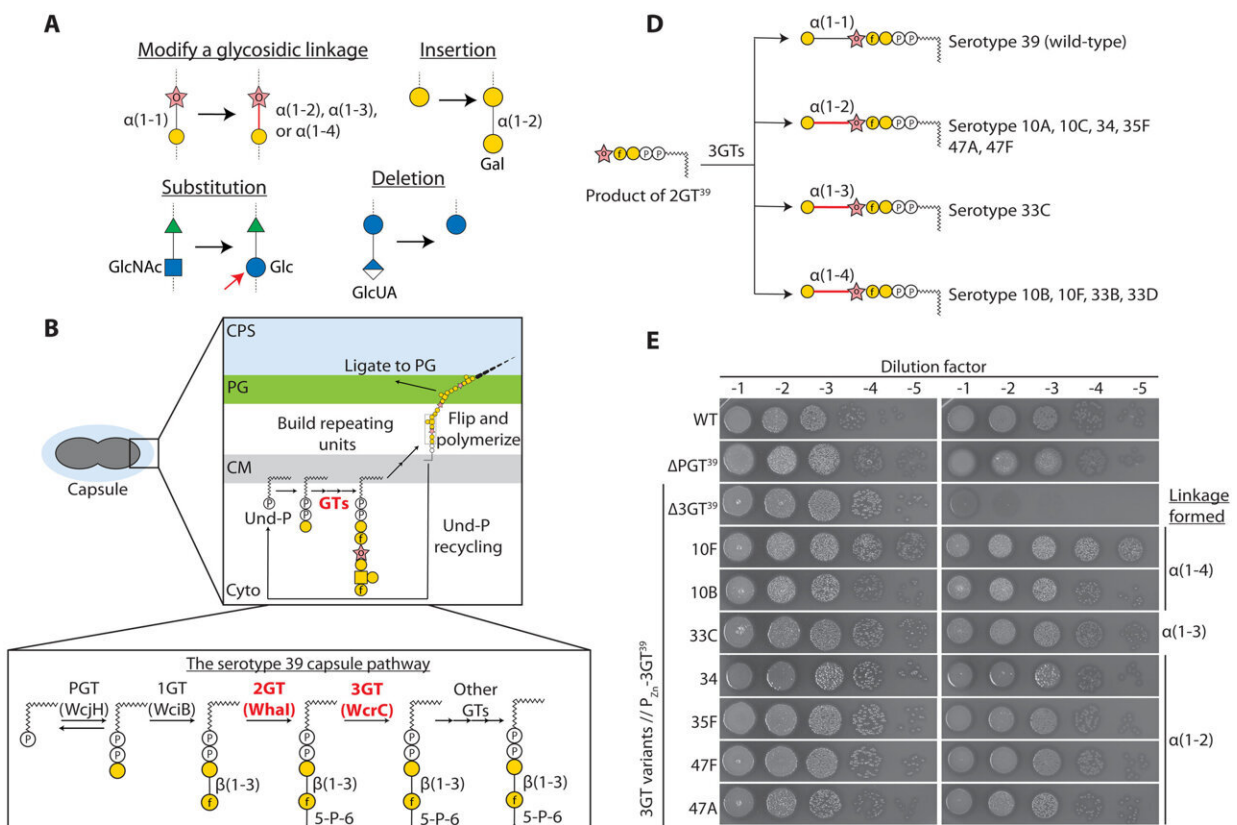 A
Modify a glycosidic linkage
α(1-1)
O
O
α(1-2), α(1-3),
or α(1-4)
Insertion
α(1-2)
Gal
Substitution
GlcNAc
Glc
Deletion
GlcUA
B
CPS
Ligate to PG
PG
Build repeating
units
Flip and
polymerize
CM
Capsule
P
Und-P
P
P
GTs
P
P
f
O
f
Und-P
recycling
Cyto
The serotype 39 capsule pathway
PGT
(WcjH)
1GT
(WciB)
2GT
(WhaI)
3GT
(WcrC)
Other
GTs
P
P
P
P
P
f
β(1-3)
P
P
f
β(1-3)
5-P-6
P
P
f
β(1-3)
5-P-6
P
P
f
β(1-3)
5-P-6
D
O f P P
Product of 2GT³⁹
3GTs
α(1-1)
O f P P
Serotype 39 (wild-type)
α(1-2)
O f P P
Serotype 10A, 10C, 34, 35F
47A, 47F
α(1-3)
O f P P
Serotype 33C
α(1-4)
O f P P
Serotype 10B, 10F, 33B, 33D
E
Dilution factor
-1 -2 -3 -4 -5 -1 -2 -3 -4 -5
WT
ΔPGT³⁹
Δ3GT³⁹
Linkage
formed
10F
10B
α(1-4)
33C
α(1-3)
34
35F
47F
47A
α(1-2)
3GT variants // P_Zn-3GT³⁹